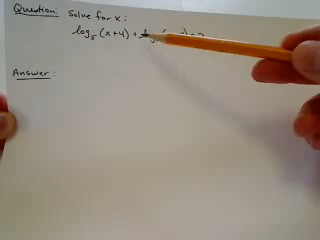 Question: Solve for x:
log₅ (x+4) +
Answer: